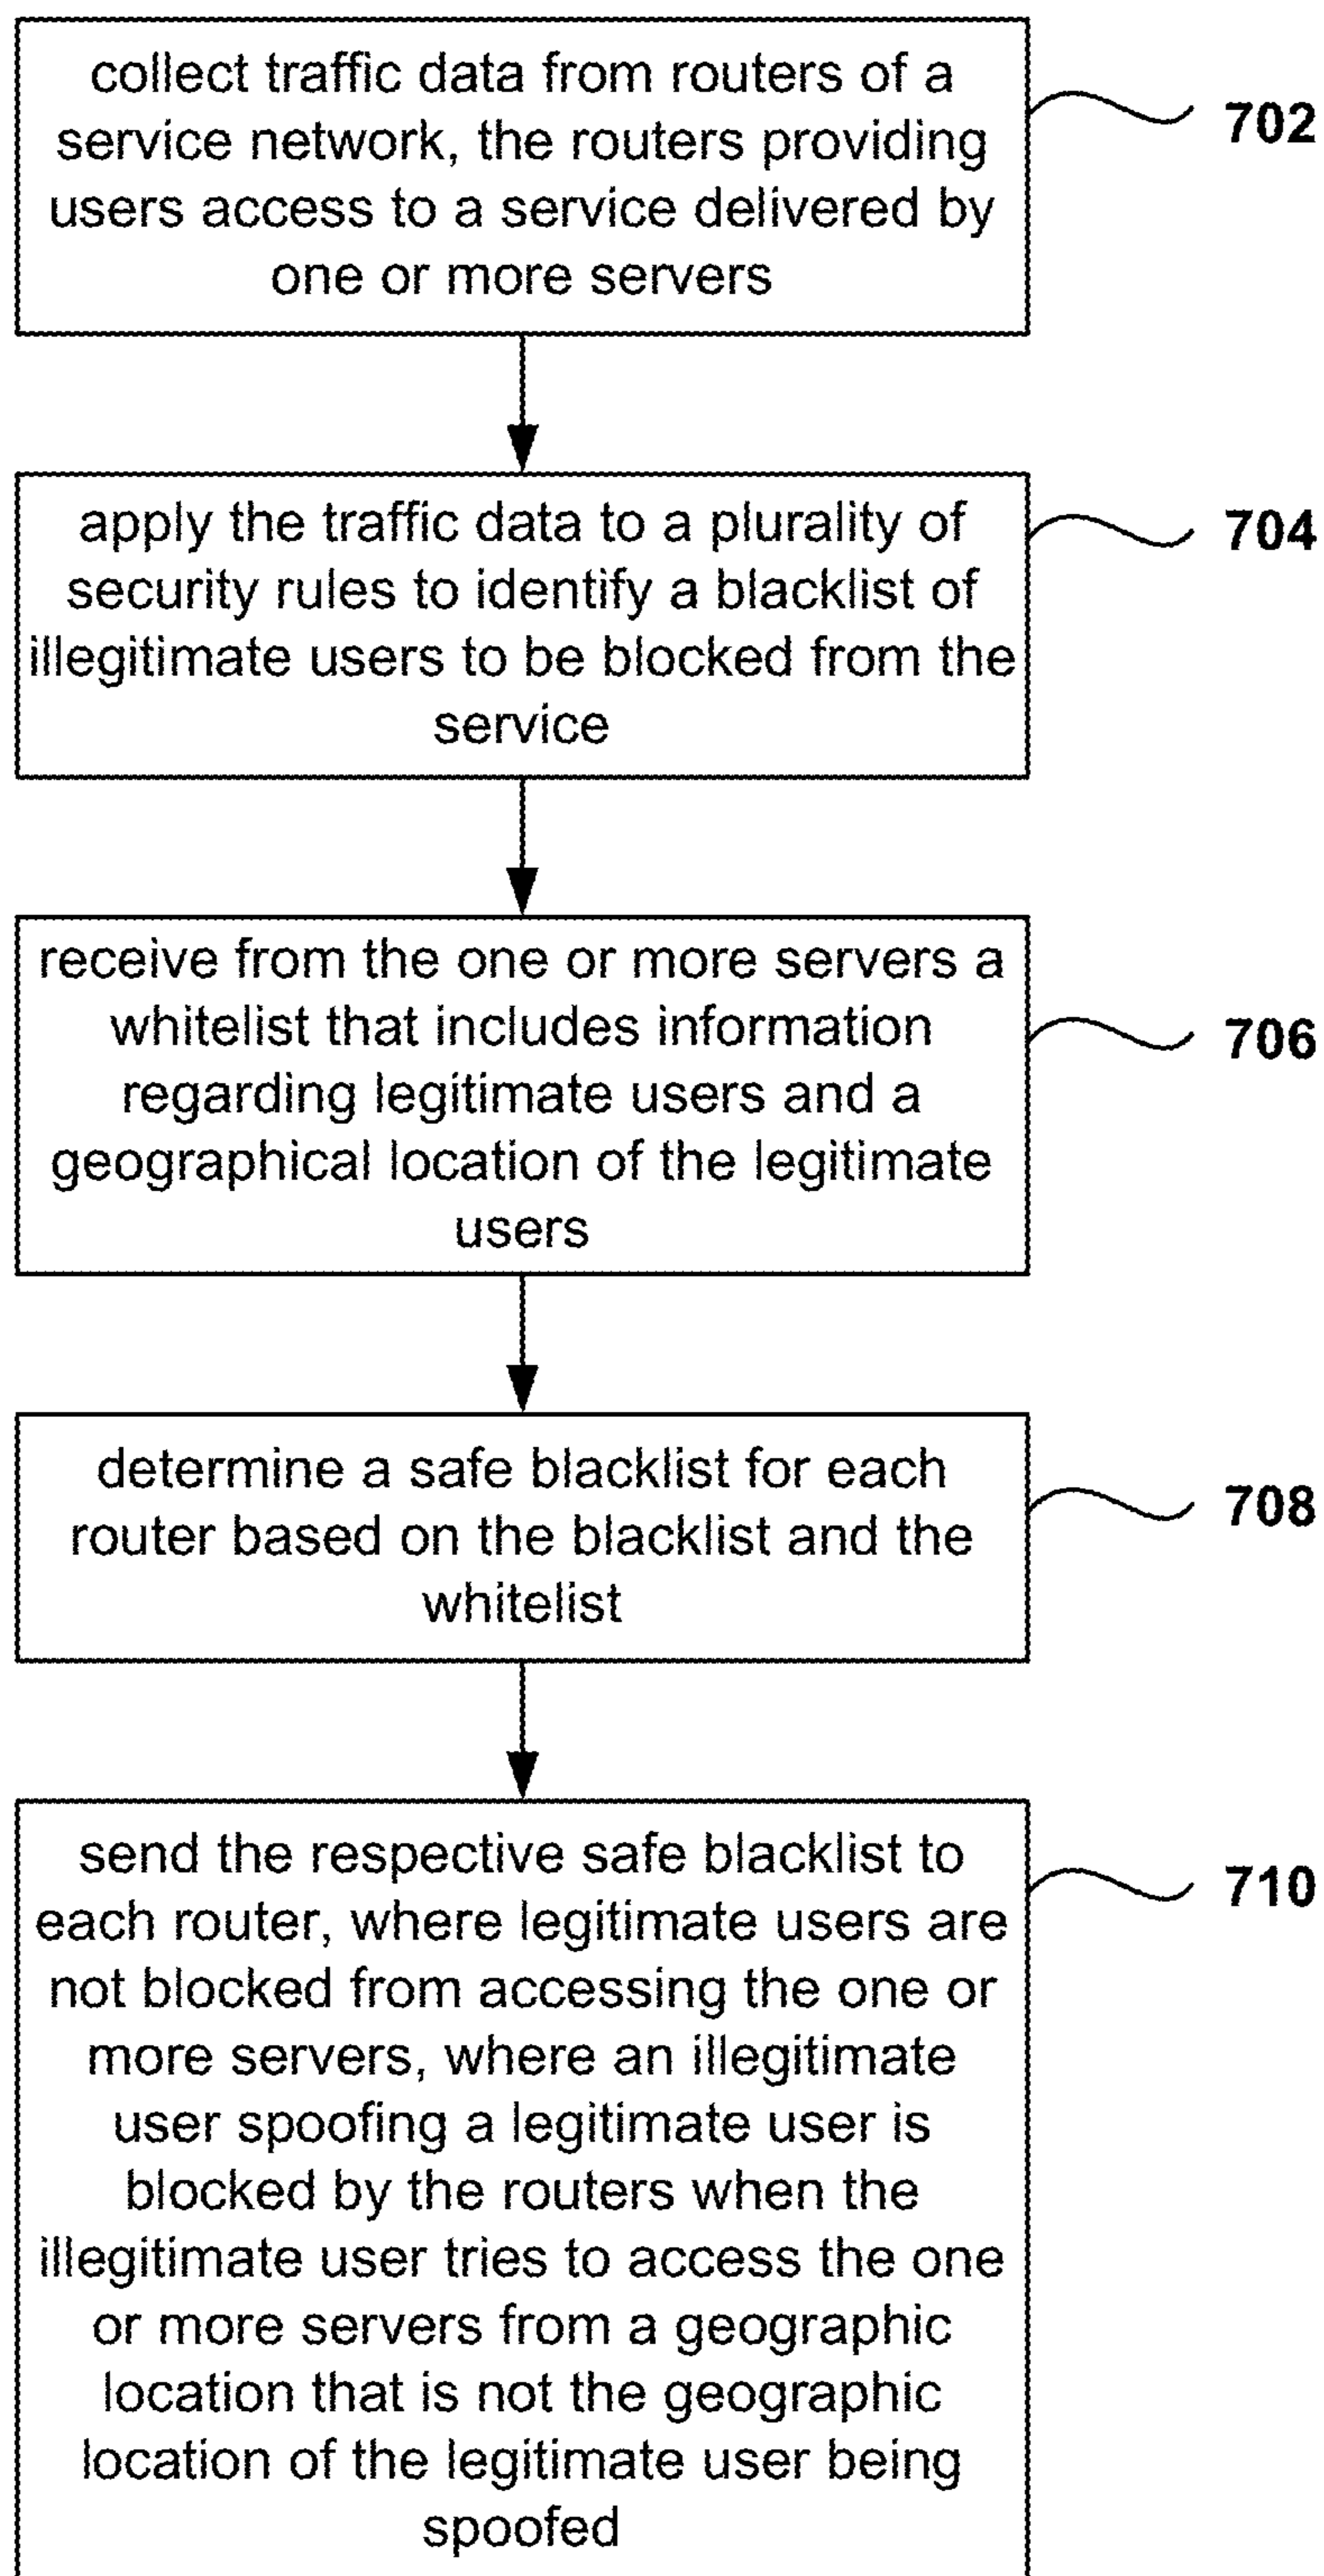 collect traffic data from routers of a
service network, the routers providing
users access to a service delivered by
one or more servers
702
apply the traffic data to a plurality of
security rules to identify a blacklist of
illegitimate users to be blocked from the
service
704
receive from the one or more servers a
whitelist that includes information
regarding legitimate users and a
geographical location of the legitimate
users
706
determine a safe blacklist for each
router based on the blacklist and the
whitelist
708
send the respective safe blacklist to
each router, where legitimate users are
not blocked from accessing the one or
more servers, where an illegitimate
user spoofing a legitimate user is
blocked by the routers when the
illegitimate user tries to access the one
or more servers from a geographic
location that is not the geographic
location of the legitimate user being
spoofed
710